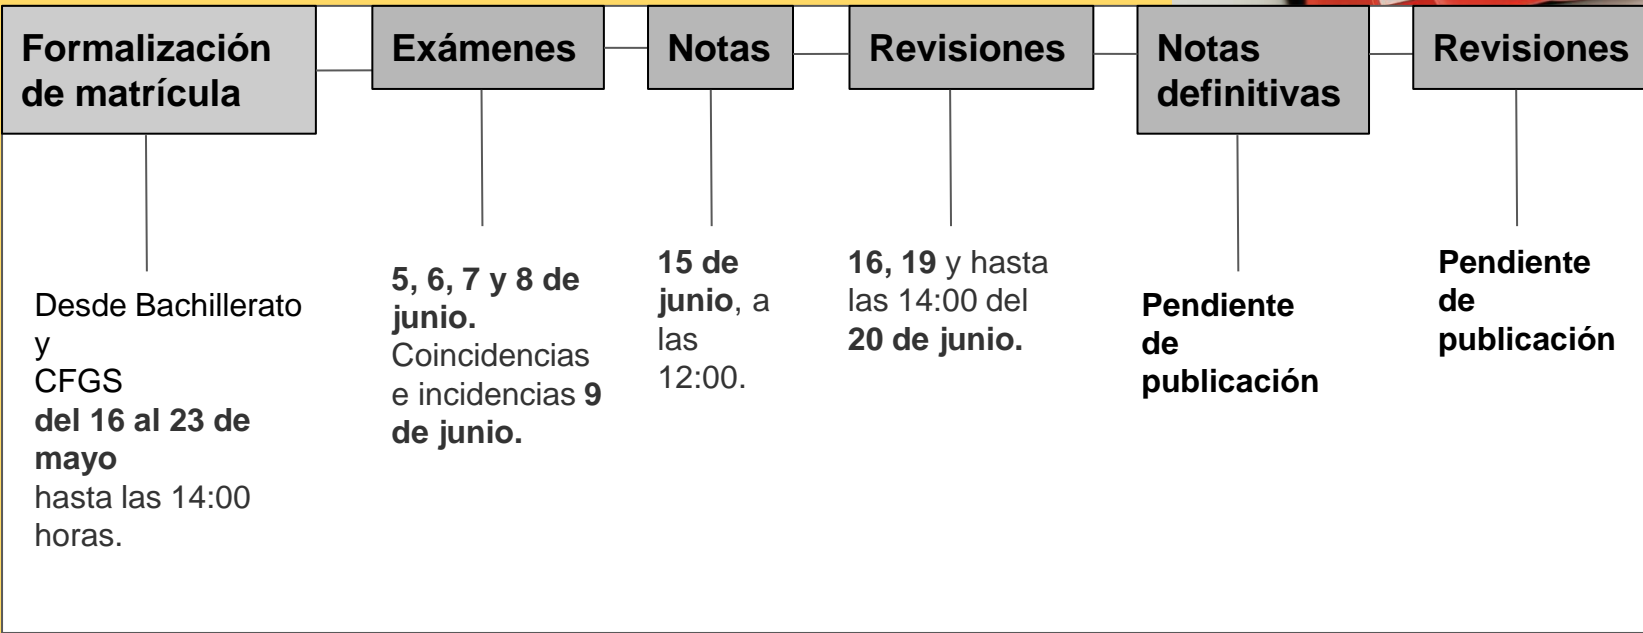 Formalización
de matrícula
Exámenes
Notas
Revisiones
Notas
definitivas
Revisiones
Desde Bachillerato
y
CFGS
del 16 al 23 de
mayo
hasta las 14:00
horas.
5, 6, 7 y 8 de
junio.
Coincidencias
e incidencias 9
de junio.
15 de
junio, a
las
12:00.
16, 19 y hasta
las 14:00 del
20 de junio.
Pendiente
de
publicación
Pendiente
de
publicación